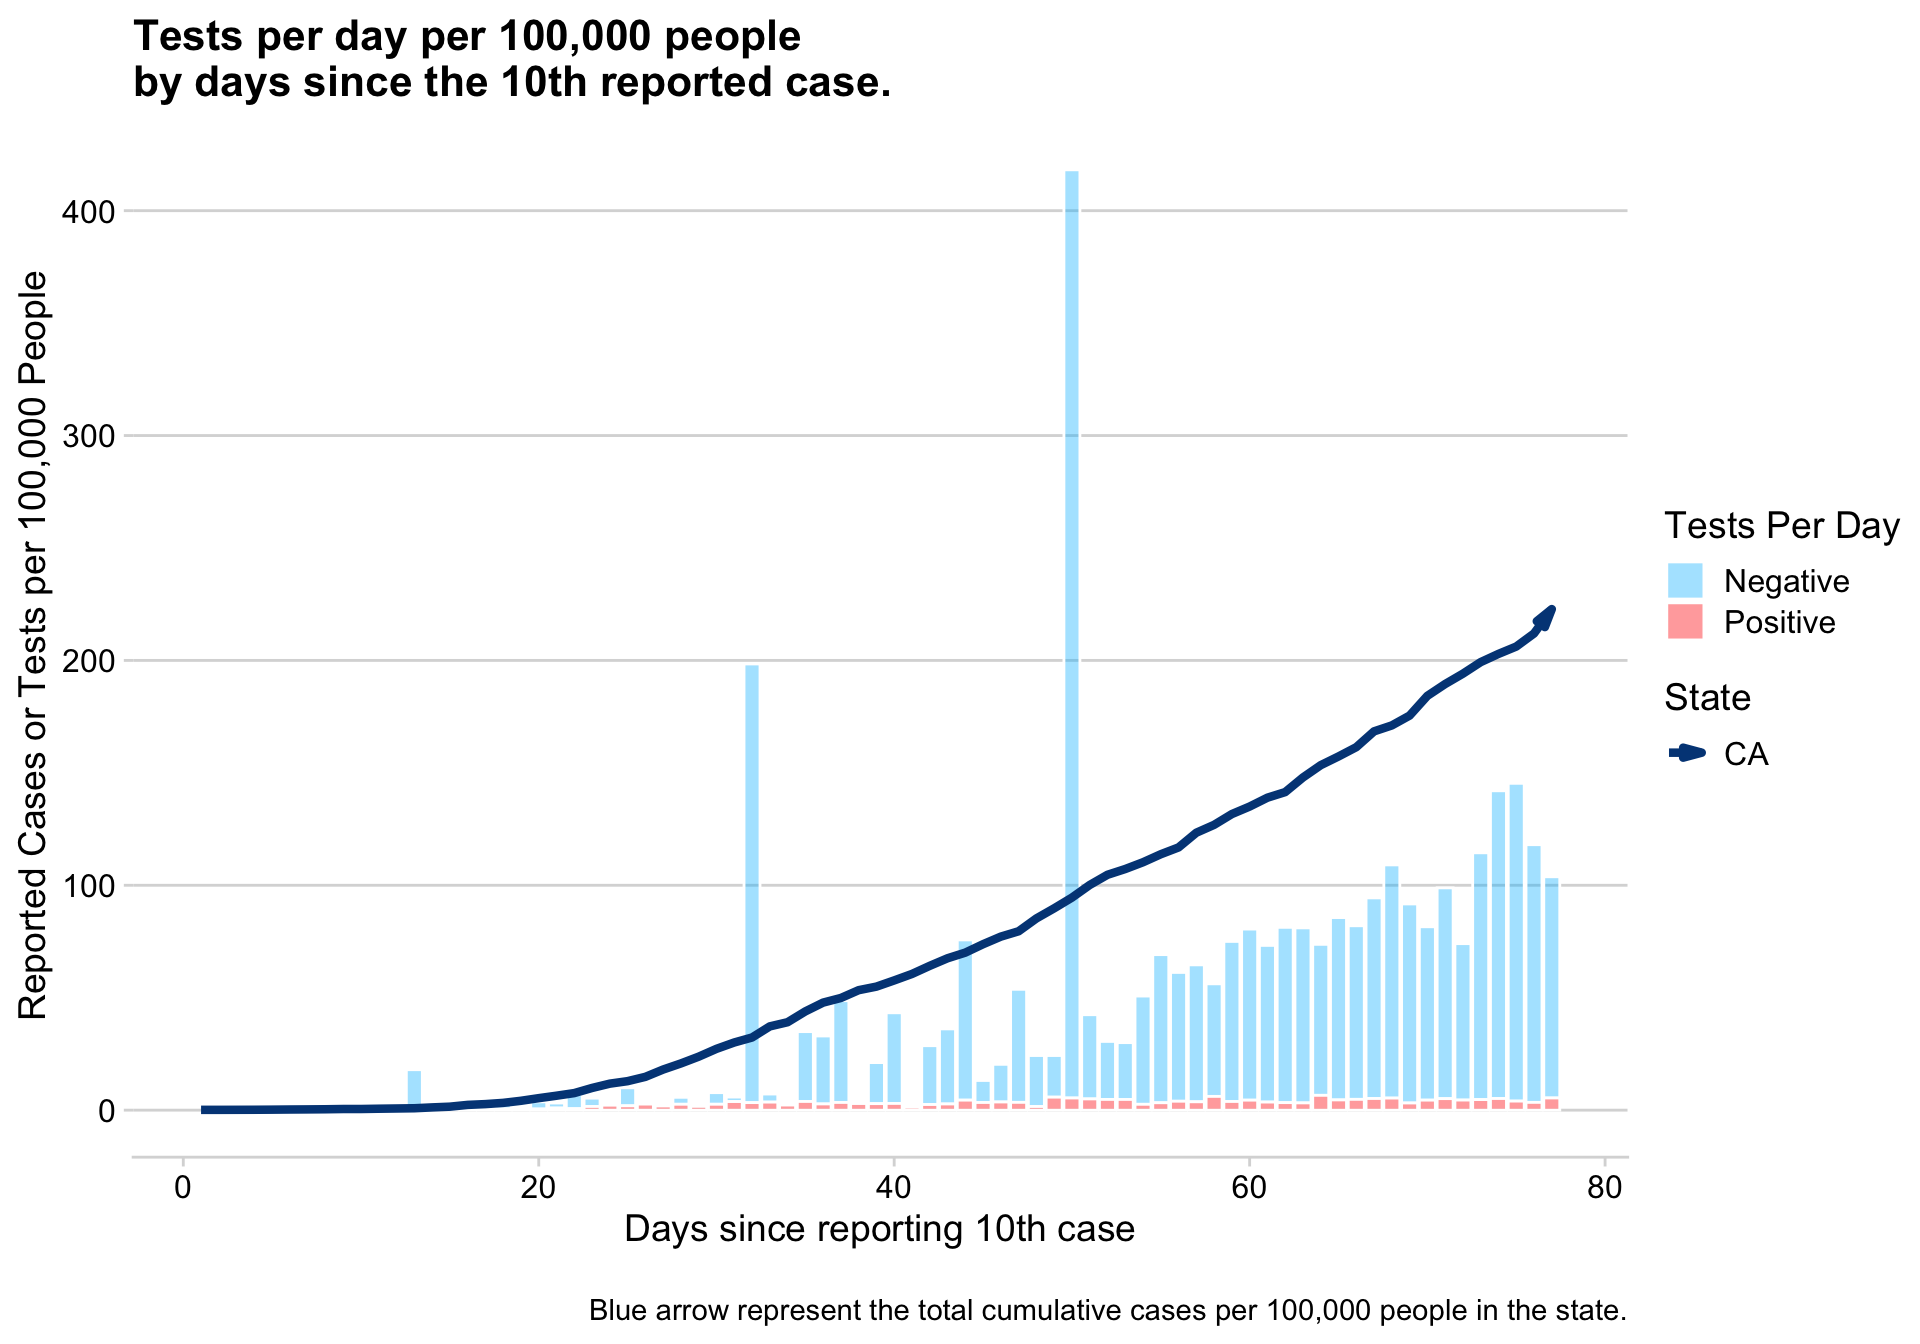 Tests per day per 100,000 people
by days since the 10th reported case.
Reported Cases or Tests per 100,000 People
400
300
200
100
0
0 20 40 60 80
Days since reporting 10th case
Tests Per Day
Negative
Positive
State
CA
Blue arrow represent the total cumulative cases per 100,000 people in the state.